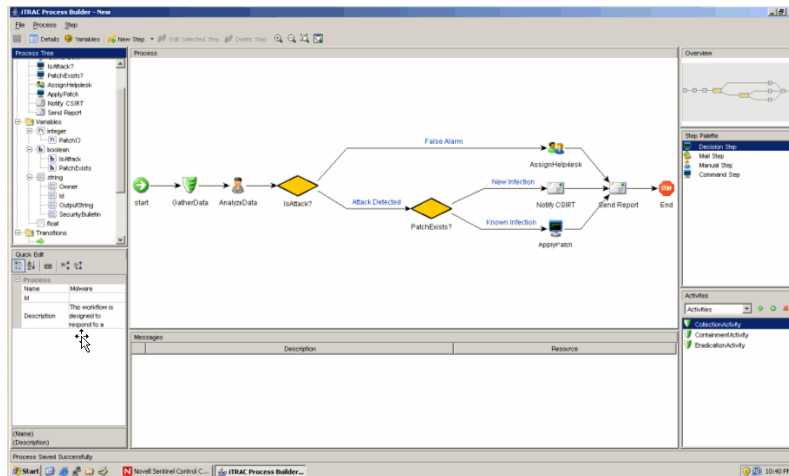 iTRAC Process Builder - New
File Process Step
Details Variables New Step Edit Selected Step Delete Step
Process Tree
IsAttack?
PatchExists?
AssignHelpdesk
ApplyPatch
Notify CSIRT
Send Report
Variables
integer
PatchID
boolean
IsAttack
PatchExists
string
Owner
Id
OutputString
SecurityBulletin
float
Transitions
Quick Edit
Process
Name Malware
Id
Description This workflow is
designed to
respond to a
(Name)
(Description)
Process
start
GatherData
AnalyzeData
IsAttack?
False Alarm
Attack Detected
AssignHelpdesk
PatchExists?
New Infection
Known Infection
Notify CSIRT
ApplyPatch
Send Report
STOP
End
Messages
Description Resource
Overview
Step Palette
Decision Step
Mail Step
Manual Step
Command Step
Activities
Activities
CollectionActivity
ContainmentActivity
EradicationActivity
Process Saved Successfully
Start
Novell Sentinel Control C...
iTRAC Process Builder...
10:40 PM